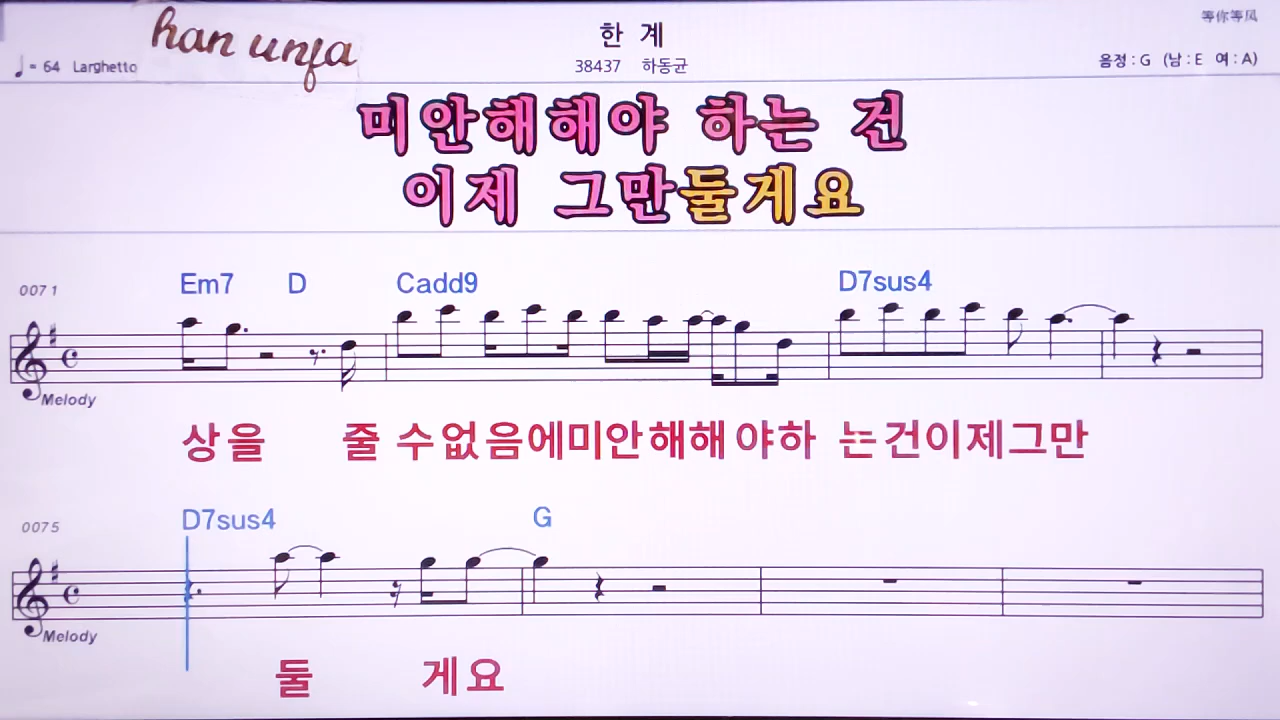 han unfa
한 계
等你等风
♩= 64 Larghetto
38437 하동균
음정 : G (남 : E 여 : A)
미안해해야 하는 건
이제 그만둘게요
0071
Em7 D Cadd9 D7sus4
Melody
상을 줄 수없음에미안해해야하 는건이제그만
0075
D7sus4 G
Melody
둘 게요